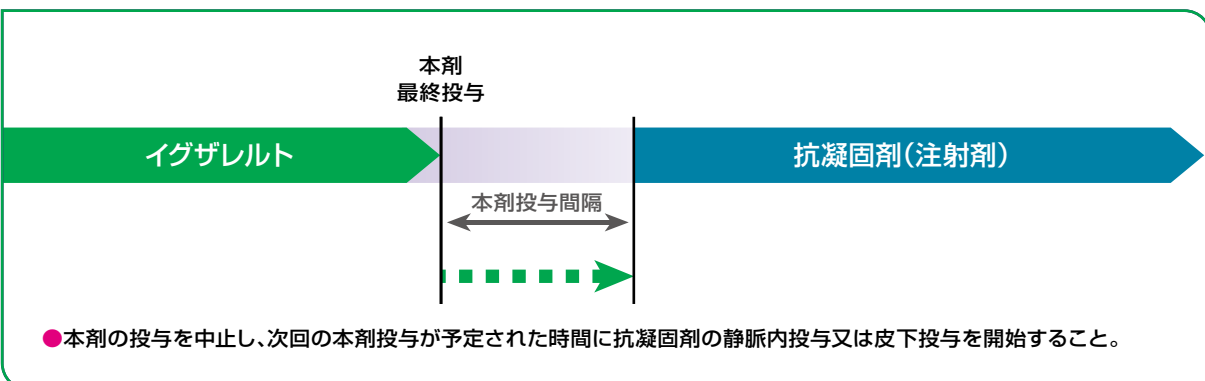 本剤
最終投与
イグザレルト
抗凝固剤(注射剤)
本剤投与間隔
●本剤の投与を中止し、次回の本剤投与が予定された時間に抗凝固剤の静脈内投与又は皮下投与を開始すること。